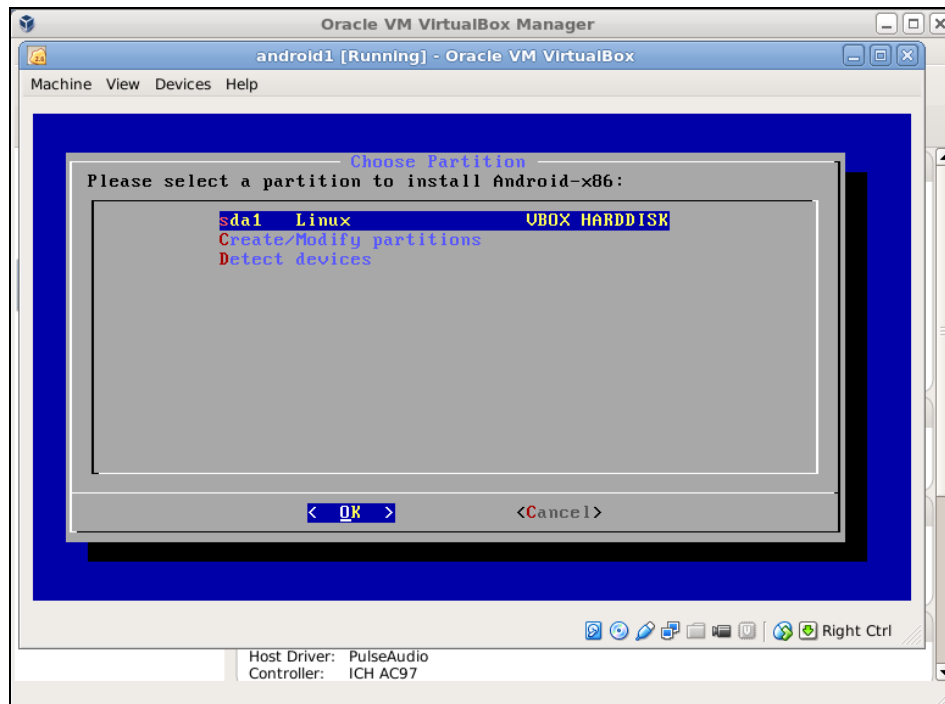 Oracle VM VirtualBox Manager
android1 [Running] - Oracle VM VirtualBox
Machine View Devices Help
Choose Partition
Please select a partition to install Android-x86:
sda1 Linux VBOX HARDDISK
Create/Modify partitions
Detect devices
< OK > <Cancel>
Right Ctrl
Host Driver: PulseAudio
Controller: ICH AC97